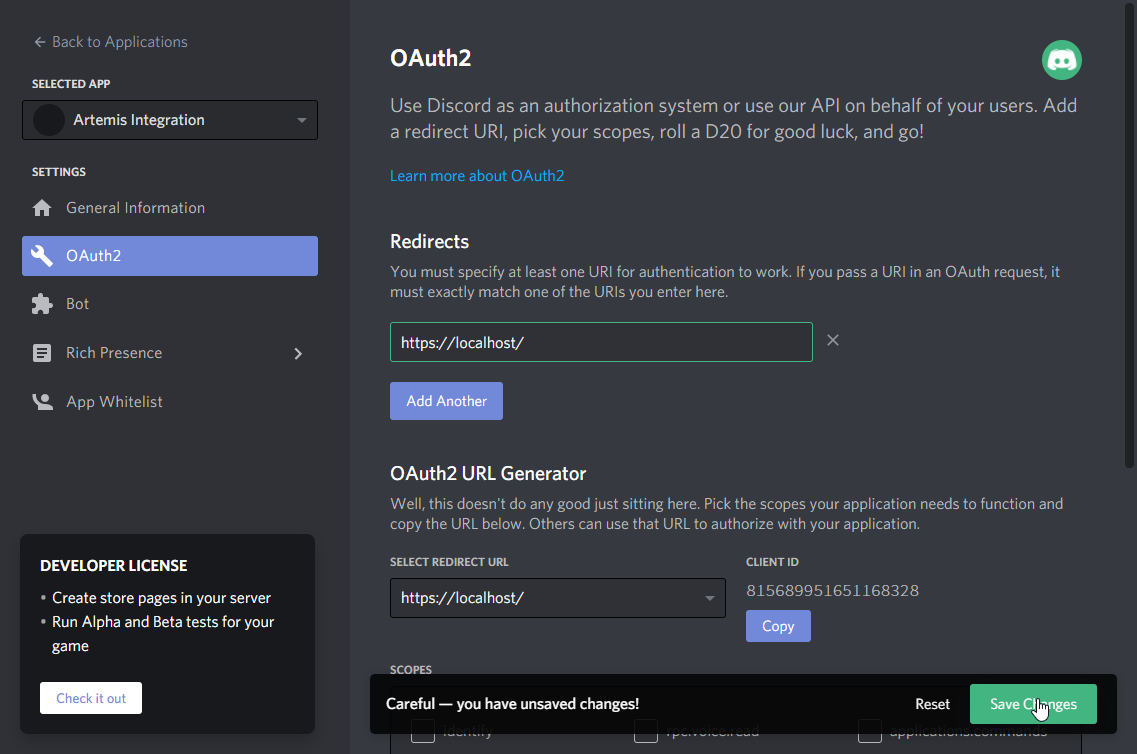 Back to Applications
SELECTED APP
Artemis Integration
SETTINGS
General Information
OAuth2
Bot
Rich Presence
App Whitelist
DEVELOPER LICENSE
• Create store pages in your server
• Run Alpha and Beta tests for your
game
Check it out
OAuth2
Use Discord as an authorization system or use our API on behalf of your users. Add
a redirect URI, pick your scopes, roll a D20 for good luck, and go!
Learn more about OAuth2
Redirects
You must specify at least one URI for authentication to work. If you pass a URI in an OAuth request, it
must exactly match one of the URIs you enter here.
https://localhost/
Add Another
OAuth2 URL Generator
Well, this doesn't do any good just sitting here. Pick the scopes your application needs to function and
copy the URL below. Others can use that URL to authorize with your application.
SELECT REDIRECT URL
https://localhost/
CLIENT ID
815689951651168328
Copy
SCOPES
Careful — you have unsaved changes!
Reset
Save Changes
identify
rpc.voice.read
applications.commands